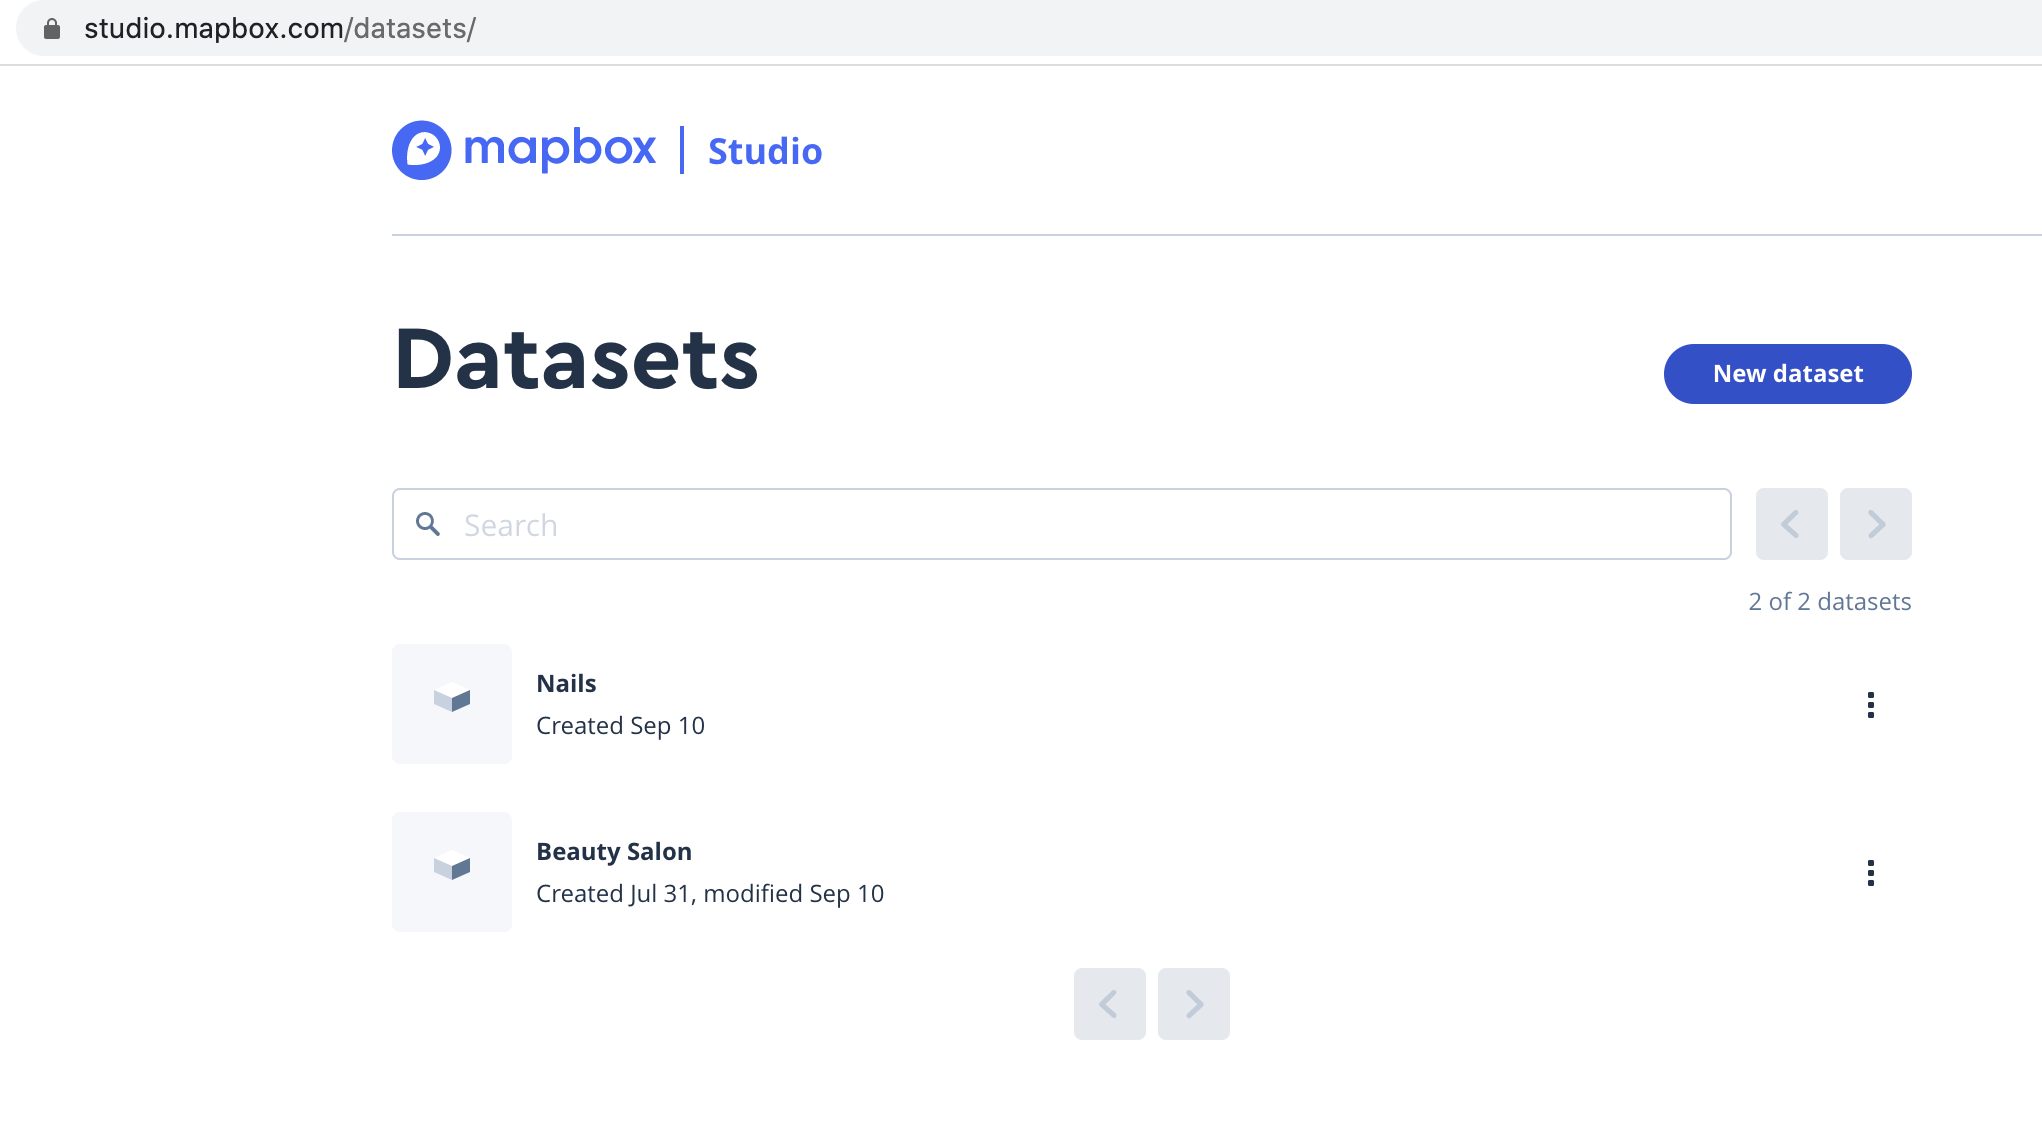 studio.mapbox.com/datasets/
mapbox | Studio
Datasets
New dataset
Search
2 of 2 datasets
Nails
Created Sep 10
Beauty Salon
Created Jul 31, modified Sep 10